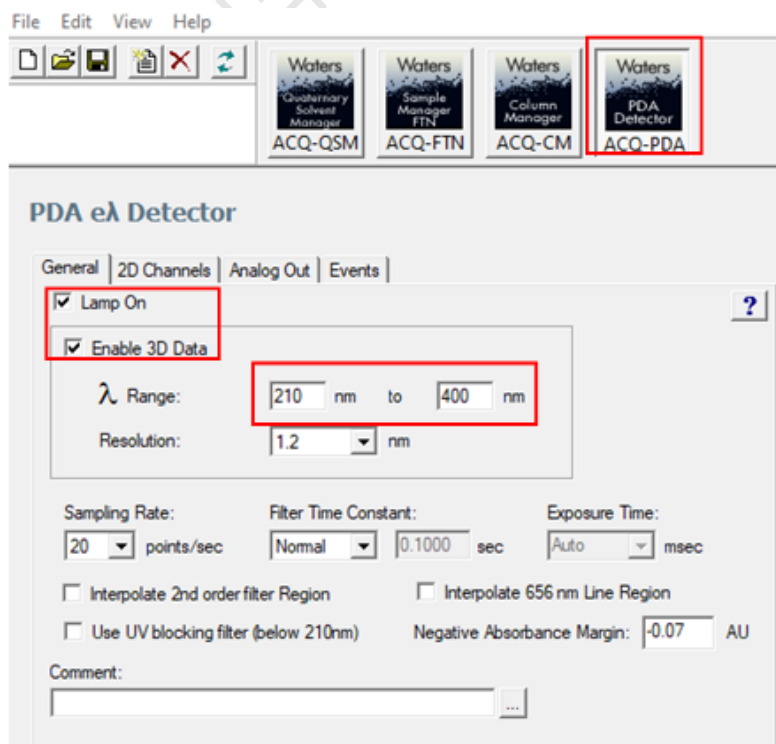 File Edit View Help
Waters Quaternary Solvent Manager
ACQ-QSM
Waters Sample Manager FTN
ACQ-FTN
Waters Column Manager
ACQ-CM
Waters PDA Detector
ACQ-PDA
PDA eλ Detector
General 2D Channels Analog Out Events
Lamp On
?
Enable 3D Data
λ Range: 210 nm to 400 nm
Resolution: 1.2 nm
Sampling Rate: Filter Time Constant: Exposure Time:
20 points/sec Normal 0.1000 sec Auto msec
Interpolate 2nd order filter Region Interpolate 656 nm Line Region
Use UV blocking filter (below 210nm) Negative Absorbance Margin: -0.07 AU
Comment:
...